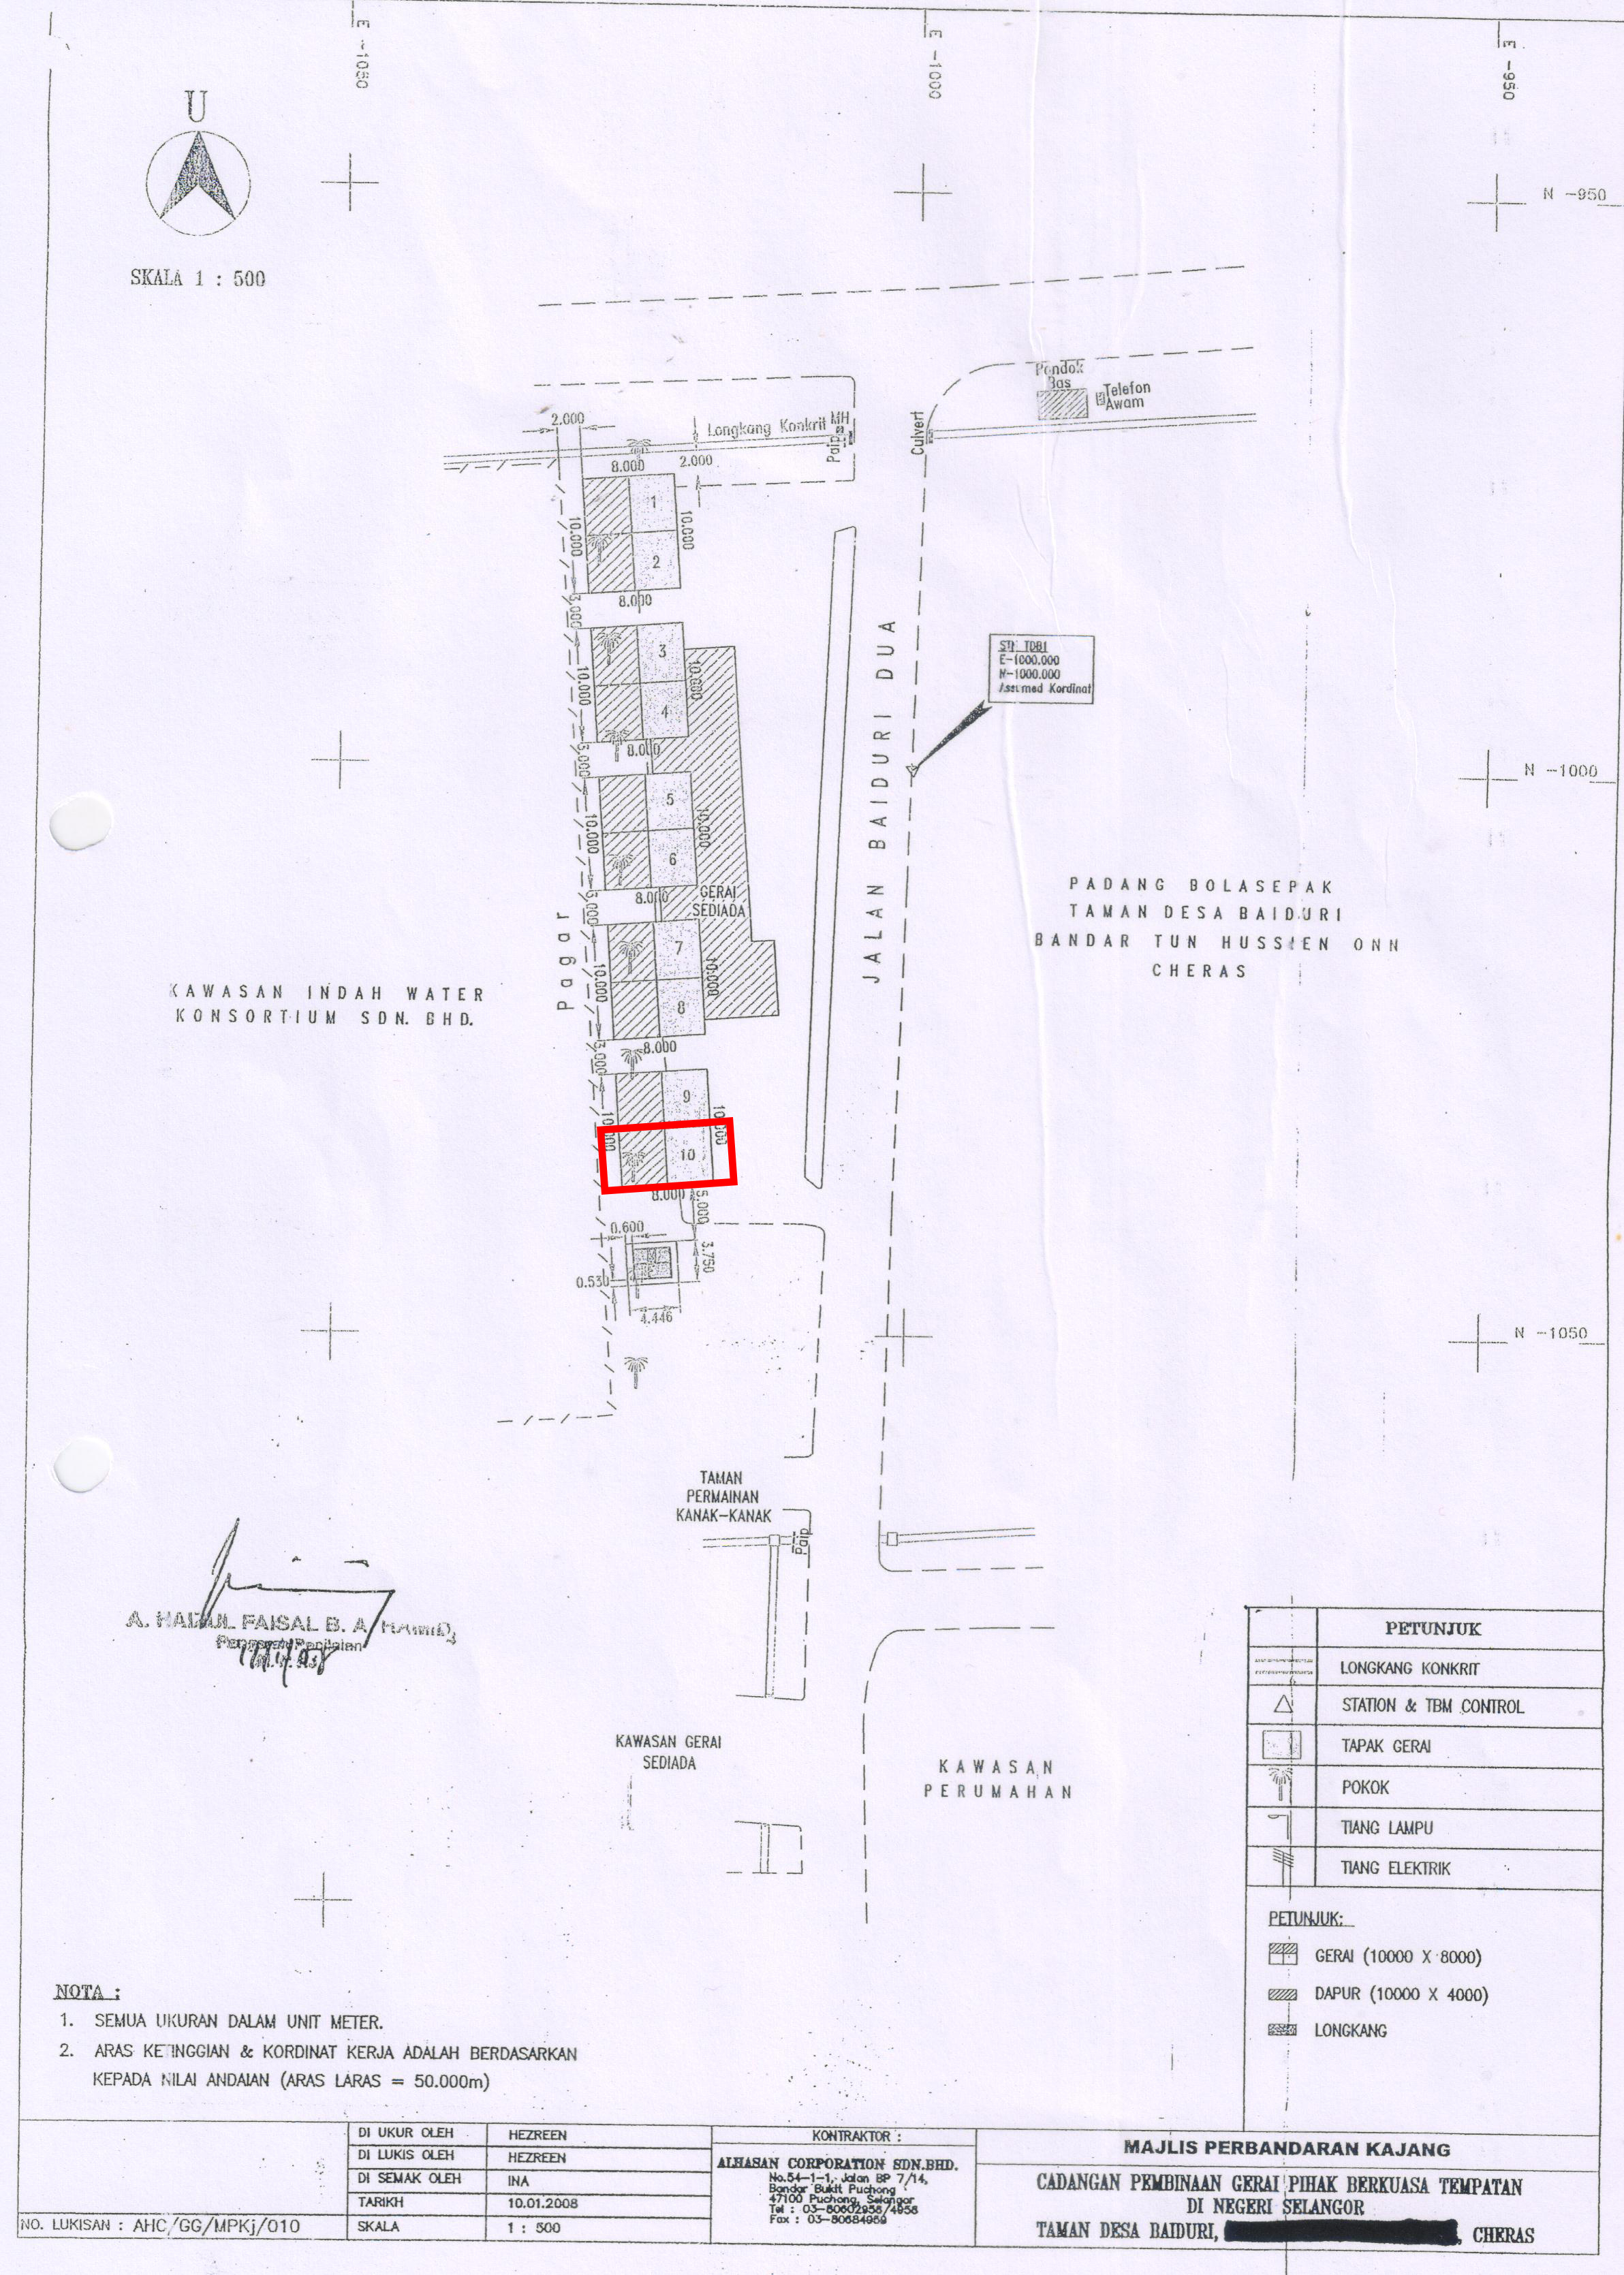 E -1050
E -1000
E -950
U
N -950
SKALA 1 : 500
Pondok
Bas
Telefon
Awam
2.000
Longkang Konkrit MH
Paip
Culvert
8.000
2.000
1
10.000
10.000
2
3.000
8.000
3
10.000
10.000
4
3.000
8.000
STN TDB1
E-1000.000
N-1000.000
Assumed Kordinat
N -1000
JALAN BAIDURI DUA
5
10.000
10.000
6
3.000
8.000
GERAI
SEDIADA
Pagar
7
10.000
10.000
8
3.000
8.000
PADANG BOLASEPAK
TAMAN DESA BAIDURI
BANDAR TUN HUSSIEN ONN
CHERAS
KAWASAN INDAH WATER
KONSORTIUM SDN. BHD.
9
10.000
10.000
10
8.000
5.000
0.600
3.750
0.530
4.446
N -1050
TAMAN
PERMAINAN
KANAK-KANAK
Paip
A. FAISAL B. A
KAWASAN GERAI
SEDIADA
KAWASAN
PERUMAHAN
PETUNJUK
LONGKANG KONKRIT
STATION & TBM CONTROL
TAPAK GERAI
POKOK
TIANG LAMPU
TIANG ELEKTRIK
PETUNJUK:
GERAI (10000 X 8000)
DAPUR (10000 X 4000)
LONGKANG
NOTA :
1. SEMUA UKURAN DALAM UNIT METER.
2. ARAS KETINGGIAN & KORDINAT KERJA ADALAH BERDASARKAN
KEPADA NILAI ANDAIAN (ARAS LARAS = 50.000m)
NO. LUKISAN : AHC/GG/MPKj/010
DI UKUR OLEH HEZREEN
DI LUKIS OLEH HEZREEN
DI SEMAK OLEH INA
TARIKH 10.01.2008
SKALA 1 : 500
KONTRAKTOR :
ALHASAN CORPORATION SDN.BHD.
No.54-1-1, Jalan BP 7/14,
Bandar Bukit Puchong
47100 Puchong, Selangor
Tel : 03-80602958/4958
Fax : 03-80684959
MAJLIS PERBANDARAN KAJANG
CADANGAN PEMBINAAN GERAI PIHAK BERKUASA TEMPATAN
DI NEGERI SELANGOR
TAMAN DESA BAIDURI, , CHERAS